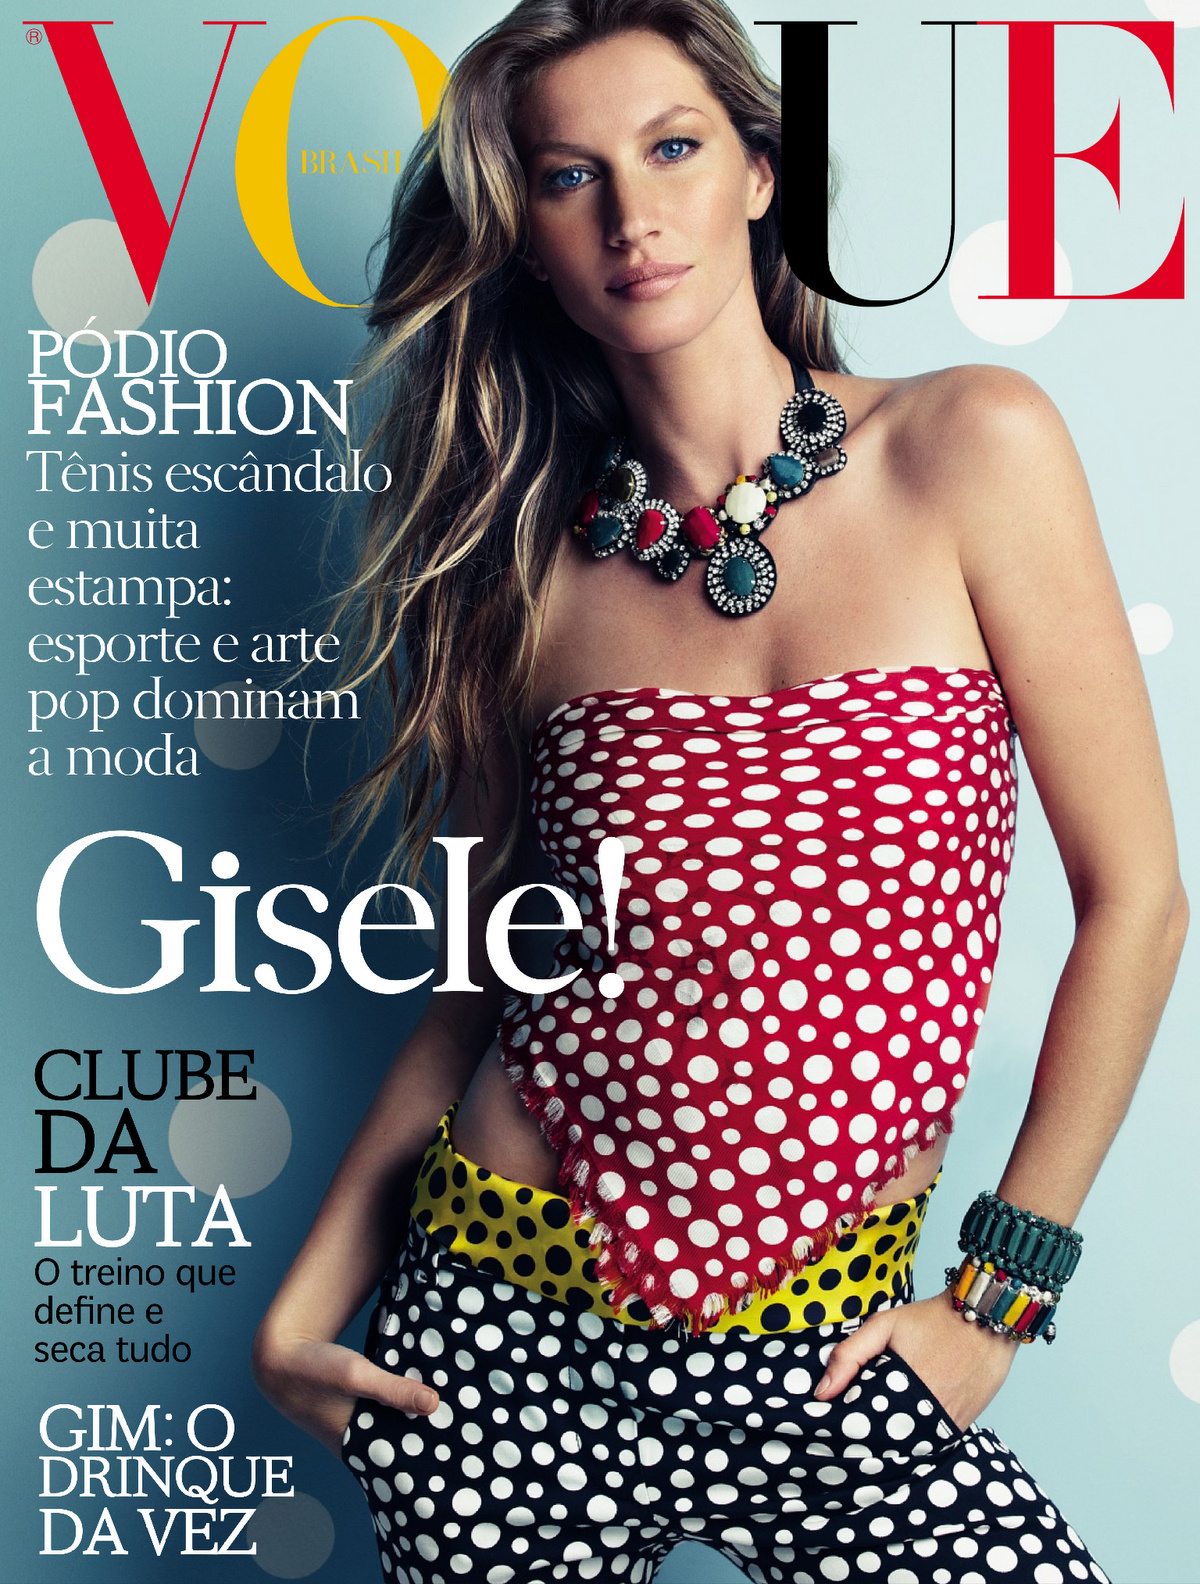 VOGUE
®
BRASIL
PÓDIO
FASHION
Tênis escândalo
e muita
estampa:
esporte e arte
pop dominam
a moda
Gisele!
CLUBE
DA
LUTA
O treino que
define e
seca tudo
GIM: O
DRINQUE
DA VEZ